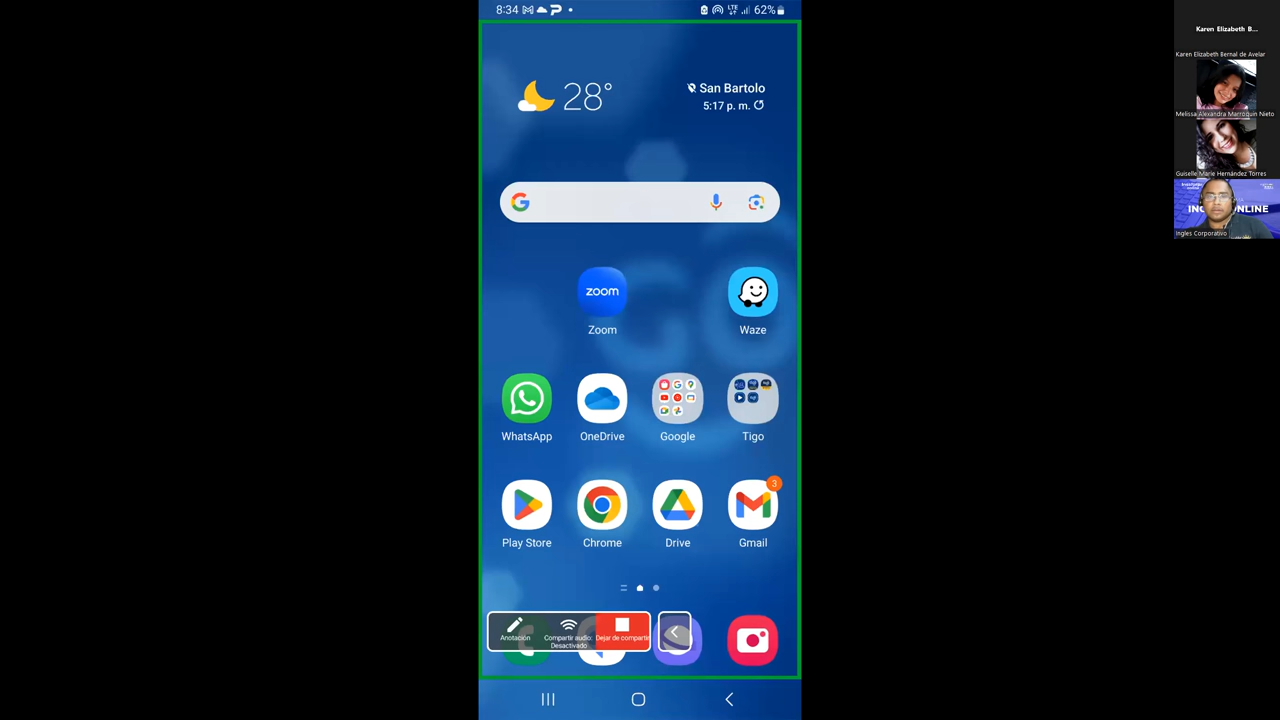 8:34
LTE
62%
28°
San Bartolo
5:17 p. m.
zoom
Zoom
Waze
WhatsApp
OneDrive
Google
Tigo
3
Play Store
Chrome
Drive
Gmail
Anotación
Compartir audio:
Desactivado
Dejar de compartir
Karen Elizabeth B...
Karen Elizabeth Bernal de Avelar
Melissa Alexandra Marroquin Nieto
Guiselle Marie Hernández Torres
ONLINE
Ingles Corporativo